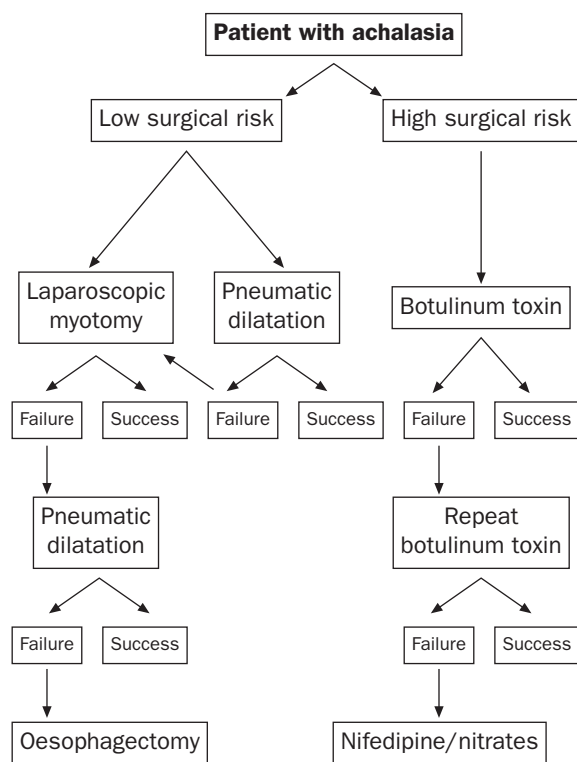 Patient with achalasia
Low surgical risk
High surgical risk
Laparoscopic
myotomy
Pneumatic
dilatation
Botulinum toxin
Failure
Success
Failure
Success
Failure
Success
Pneumatic
dilatation
Repeat
botulinum toxin
Failure
Success
Failure
Success
Oesophagectomy
Nifedipine/nitrates